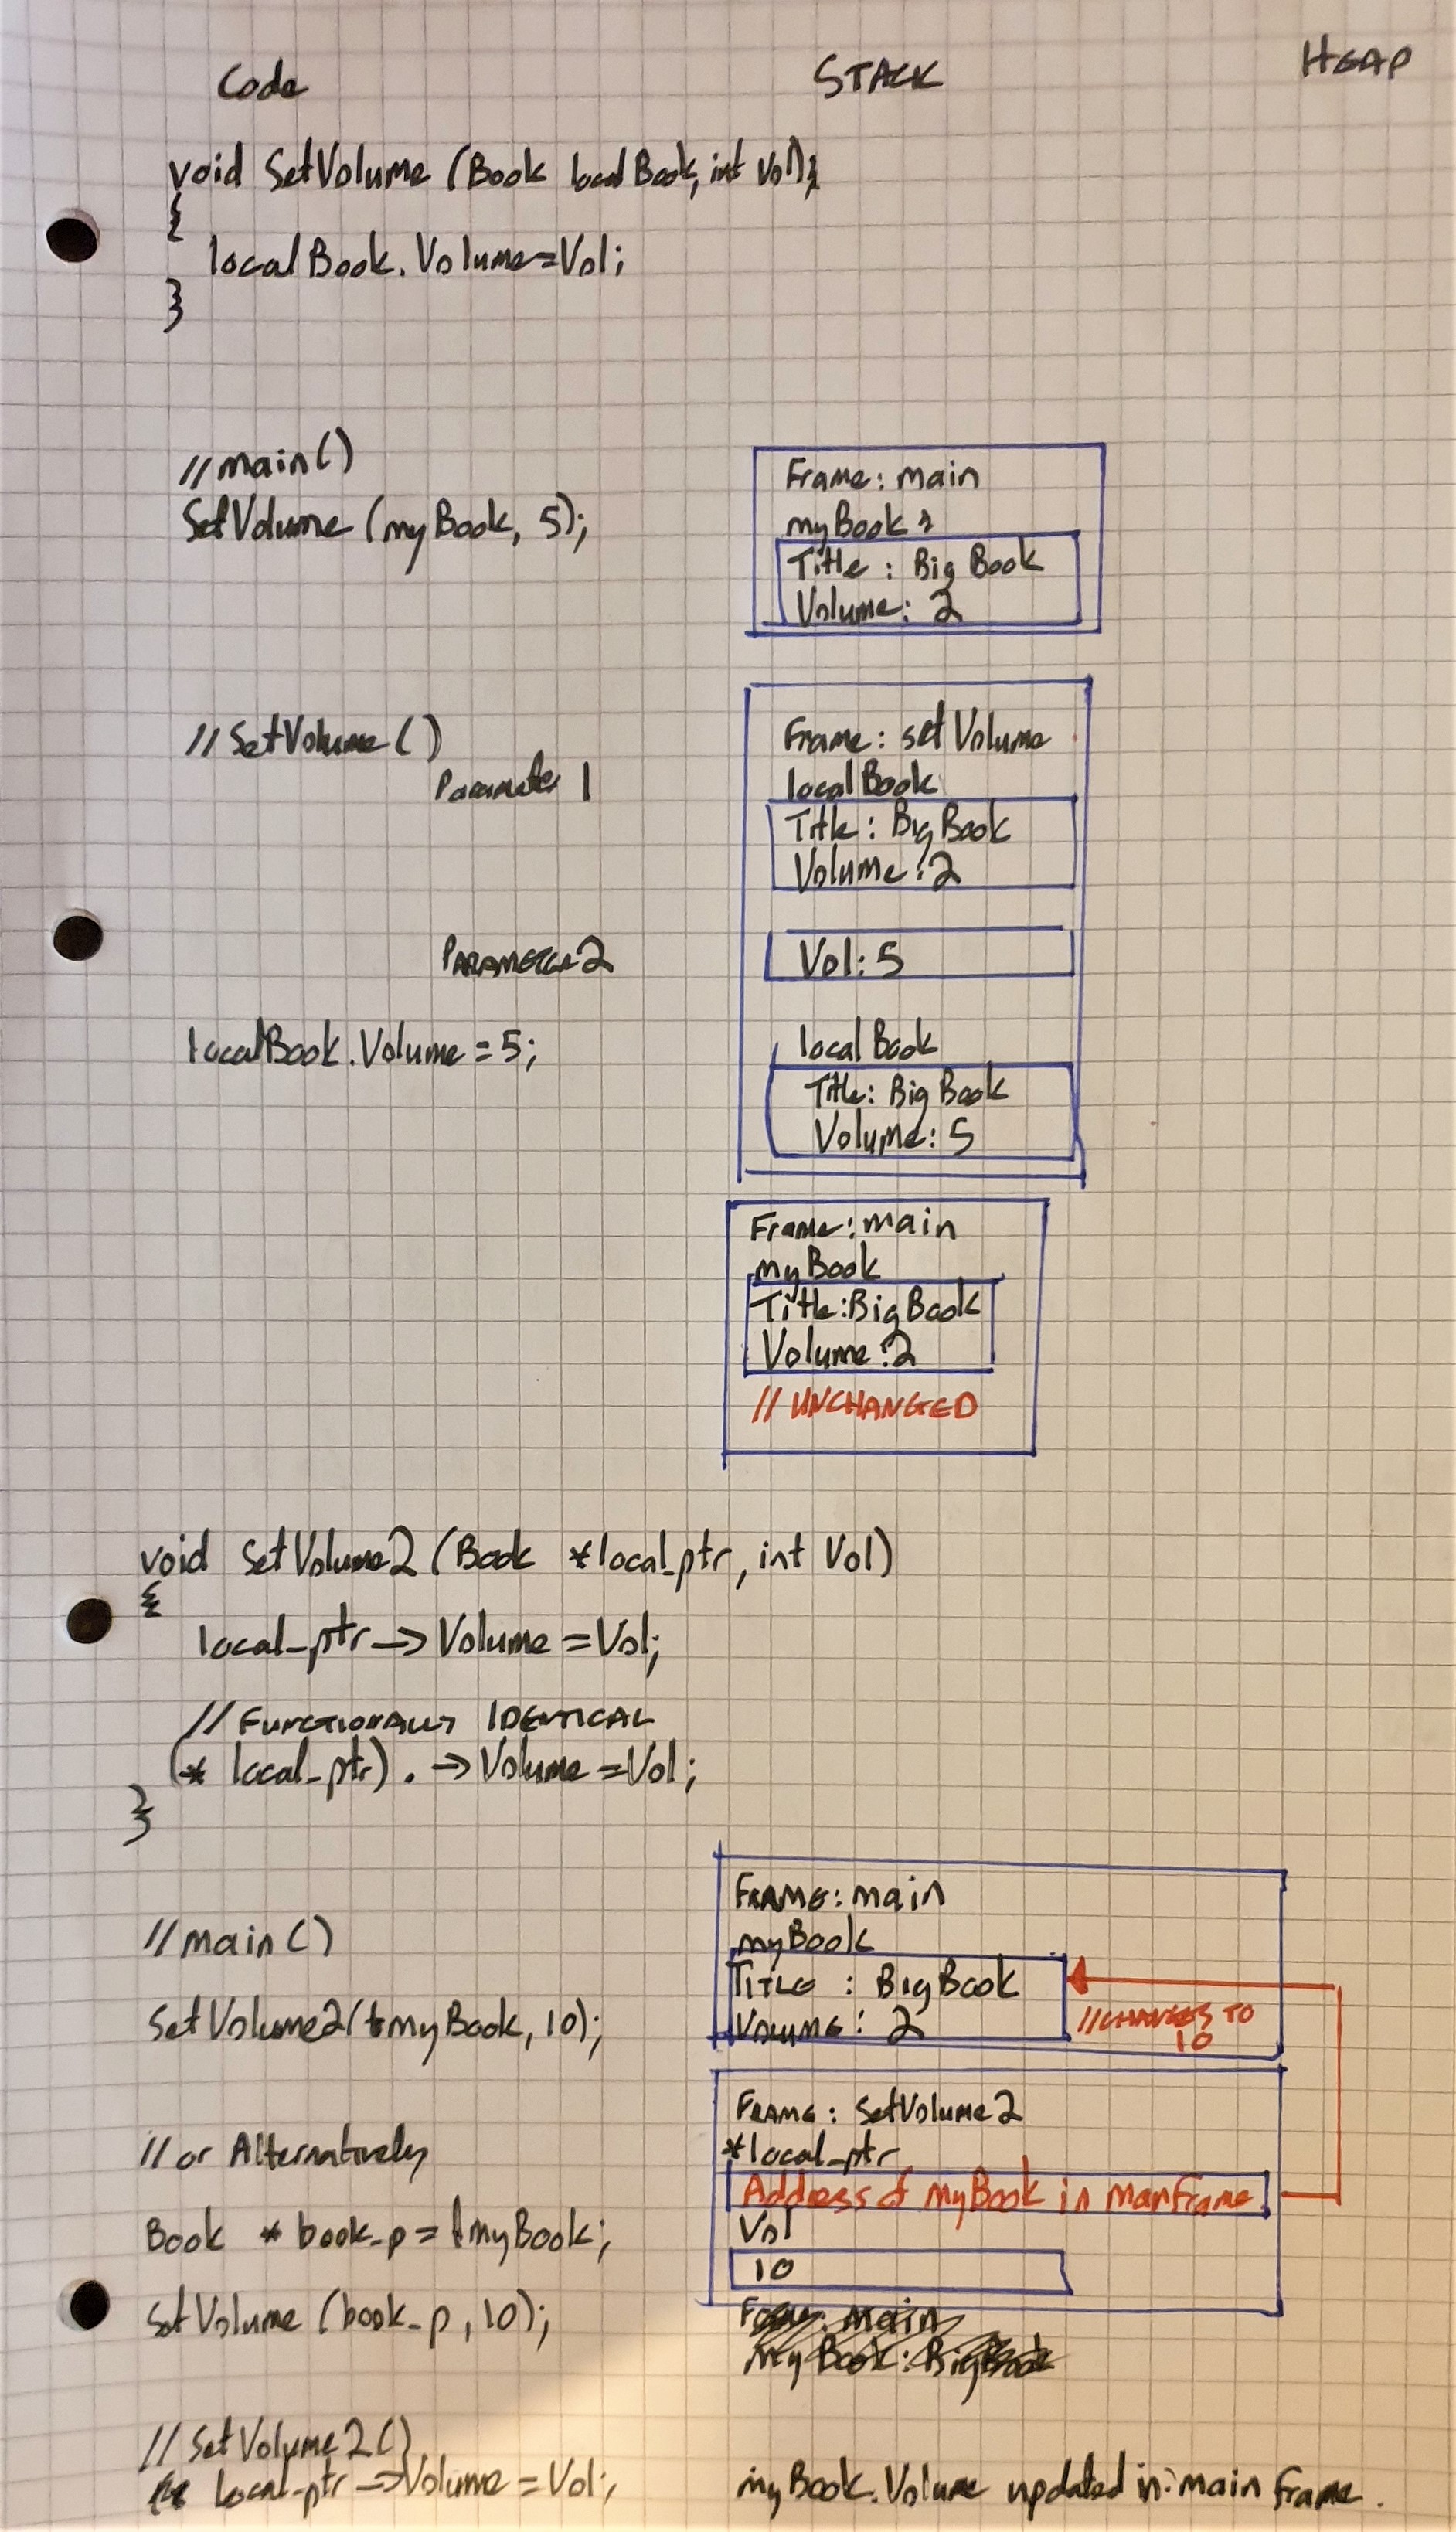 Code STACK HEAP
void SetVolume (Book localBook, int Vol);
{
localBook.Volume=Vol;
}
//main()
SetVolume (myBook, 5);
Frame: main
myBook:
Title: Big Book
Volume: 2
//SetVolume()
Parameter 1
Frame: setVolume
localBook
Title: Big Book
Volume: 2
PARAMETER 2
Vol: 5
localBook.Volume = 5;
localBook
Title: Big Book
Volume: 5
Frame: main
myBook
Title: Big Book
Volume: 2
// UNCHANGED
void SetVolume2 (Book *local_ptr, int Vol)
{
local_ptr -> Volume = Vol;
// FUNCTIONALLY IDENTICAL
(* local_ptr). -> Volume = Vol;
}
//main()
SetVolume2(&myBook, 10);
FRAME: main
myBook
TITLE : BigBook
VOLUME: 2
//CHANGES TO
10
// or Alternatively
Book * book_p = &myBook;
SetVolume (book_p, 10);
FRAME: SetVolume2
*local_ptr
Address of myBook in main frame
Vol
10
main
myBook: BigBook
// SetVolume2()
local_ptr -> Volume = Vol;
myBook.Volume updated in: main frame.